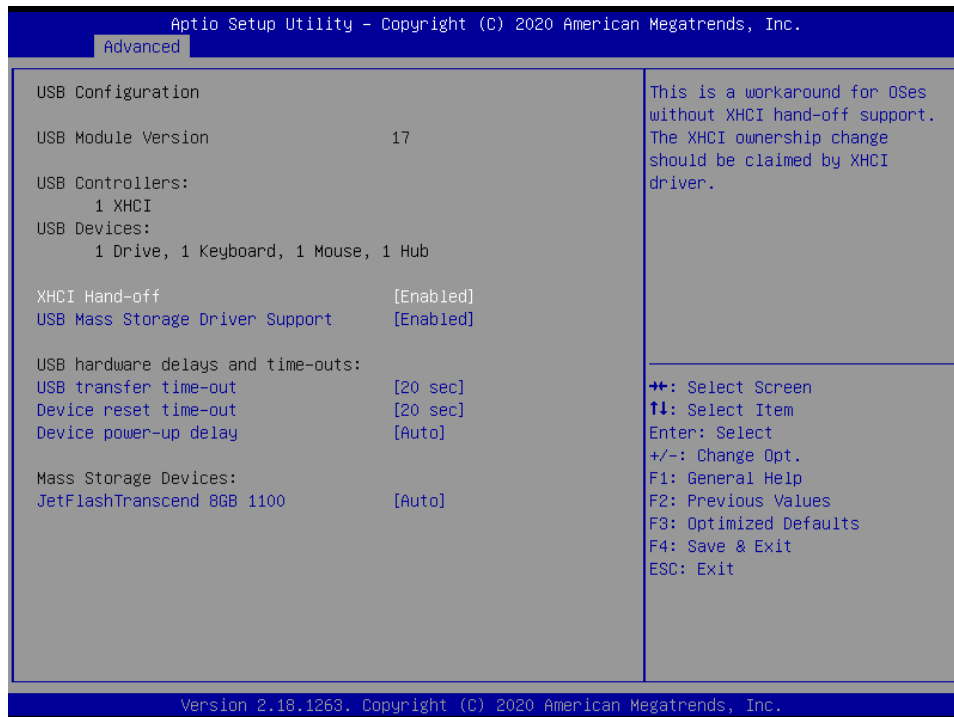 Aptio Setup Utility – Copyright (C) 2020 American Megatrends, Inc.
Advanced
USB Configuration
USB Module Version 17
USB Controllers:
1 XHCI
USB Devices:
1 Drive, 1 Keyboard, 1 Mouse, 1 Hub
XHCI Hand-off [Enabled]
USB Mass Storage Driver Support [Enabled]
USB hardware delays and time-outs:
USB transfer time-out [20 sec]
Device reset time-out [20 sec]
Device power-up delay [Auto]
Mass Storage Devices:
JetFlashTranscend 8GB 1100 [Auto]
This is a workaround for OSes
without XHCI hand-off support.
The XHCI ownership change
should be claimed by XHCI
driver.
→←: Select Screen
↑↓: Select Item
Enter: Select
+/-: Change Opt.
F1: General Help
F2: Previous Values
F3: Optimized Defaults
F4: Save & Exit
ESC: Exit
Version 2.18.1263. Copyright (C) 2020 American Megatrends, Inc.